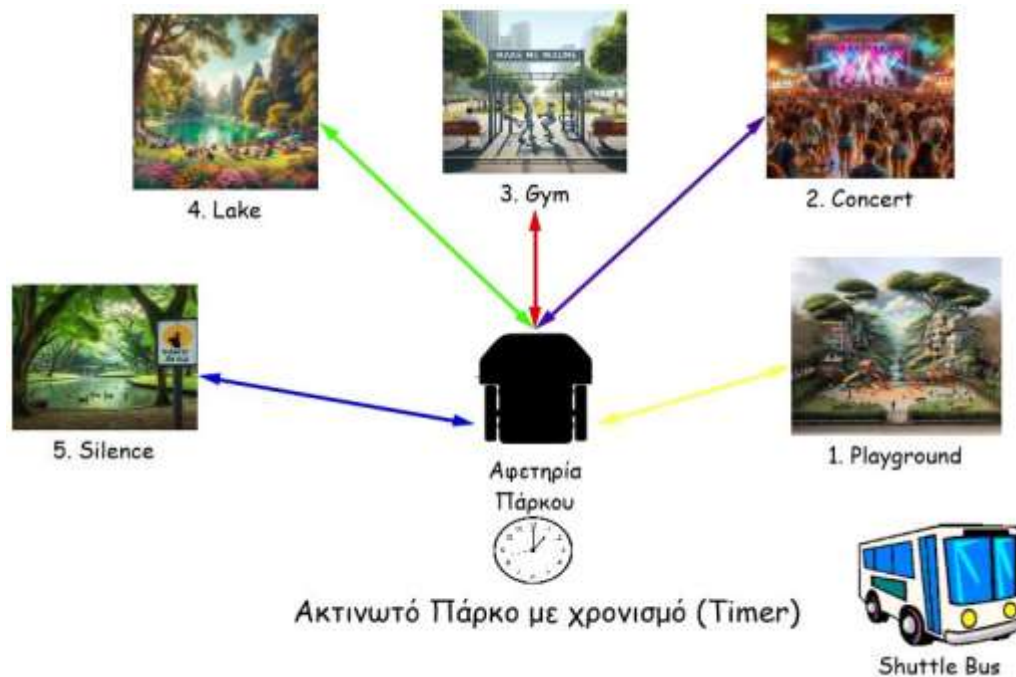 4. Lake
3. Gym
2. Concert
5. Silence
1. Playground
Αφετηρία
Πάρκου
Ακτινωτό Πάρκο με χρονισμό (Timer)
Shuttle Bus